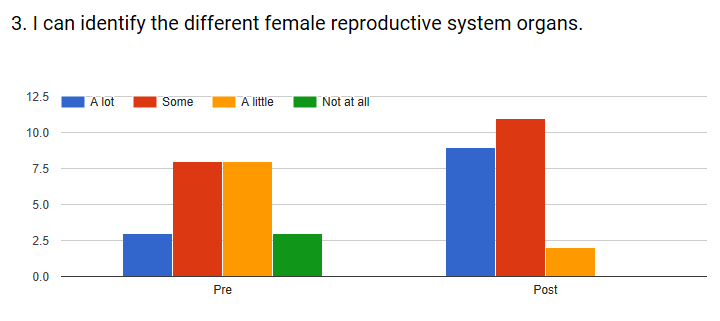 3. I can identify the different female reproductive system organs.
A lot Some A little Not at all
12.5
10.0
7.5
5.0
2.5
0.0
Pre Post